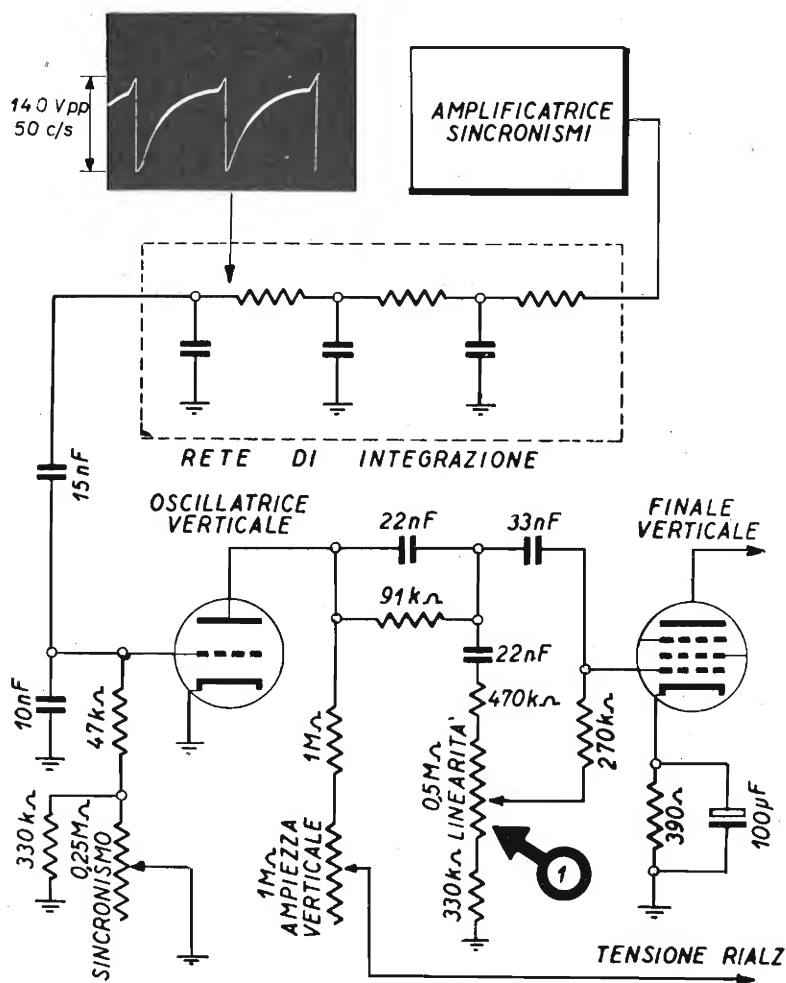 140 Vpp
50 c/s
AMPLIFICATRICE
SINCRONISMI
RETE DI INTEGRAZIONE
15nF
OSCILLATRICE
VERTICALE
22nF
33nF
FINALE
VERTICALE
91kΩ
22nF
470kΩ
10nF
47kΩ
1MΩ
0,5MΩ
LINEARITÀ
270kΩ
330kΩ
0,25MΩ
SINCRONISMO
1MΩ
AMPIEZZA
VERTICALE
330kΩ
1
390Ω
100µF
TENSIONE RIALZ